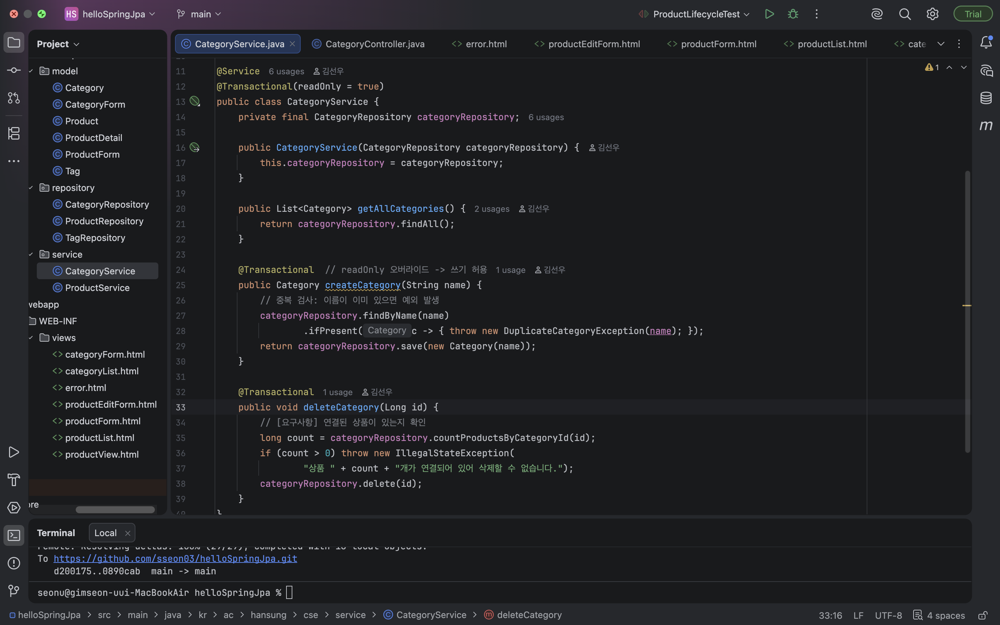 HS helloSpringJpa main ProductLifecycleTest Trial
Project
CategoryService.java CategoryController.java error.html productEditForm.html productForm.html productList.html cate
model
Category
CategoryForm
Product
ProductDetail
ProductForm
Tag
repository
CategoryRepository
ProductRepository
TagRepository
service
CategoryService
ProductService
webapp
WEB-INF
views
categoryForm.html
categoryList.html
error.html
productEditForm.html
productForm.html
productList.html
productView.html
ore
1
11 @Service 6 usages 김선우
12 @Transactional(readOnly = true)
13 public class CategoryService {
14 private final CategoryRepository categoryRepository; 6 usages
15
16 public CategoryService(CategoryRepository categoryRepository) { 김선우
17 this.categoryRepository = categoryRepository;
18 }
19
20 public List<Category> getAllCategories() { 2 usages 김선우
21 return categoryRepository.findAll();
22 }
23
24 @Transactional // readOnly 오버라이드 -> 쓰기 허용 1 usage 김선우
25 public Category createCategory(String name) {
26 // 중복 검사: 이름이 이미 있으면 예외 발생
27 categoryRepository.findByName(name)
28 .ifPresent( Category c -> { throw new DuplicateCategoryException(name); });
29 return categoryRepository.save(new Category(name));
30 }
31
32 @Transactional 1 usage 김선우
33 public void deleteCategory(Long id) {
34 // [요구사항] 연결된 상품이 있는지 확인
35 long count = categoryRepository.countProductsByCategoryId(id);
36 if (count > 0) throw new IllegalStateException(
37 "상품 " + count + "개가 연결되어 있어 삭제할 수 없습니다.");
38 categoryRepository.delete(id);
39 }
40 }
Terminal Local
remote: Resolving deltas: 100% (27/27), completed with 10 local objects.
To https://github.com/sseon03/helloSpringJpa.git
d200175..0890cab main -> main
seonu@gimseon-uui-MacBookAir helloSpringJpa %
helloSpringJpa > src > main > java > kr > ac > hansung > cse > service > CategoryService > deleteCategory 33:16 LF UTF-8 4 spaces